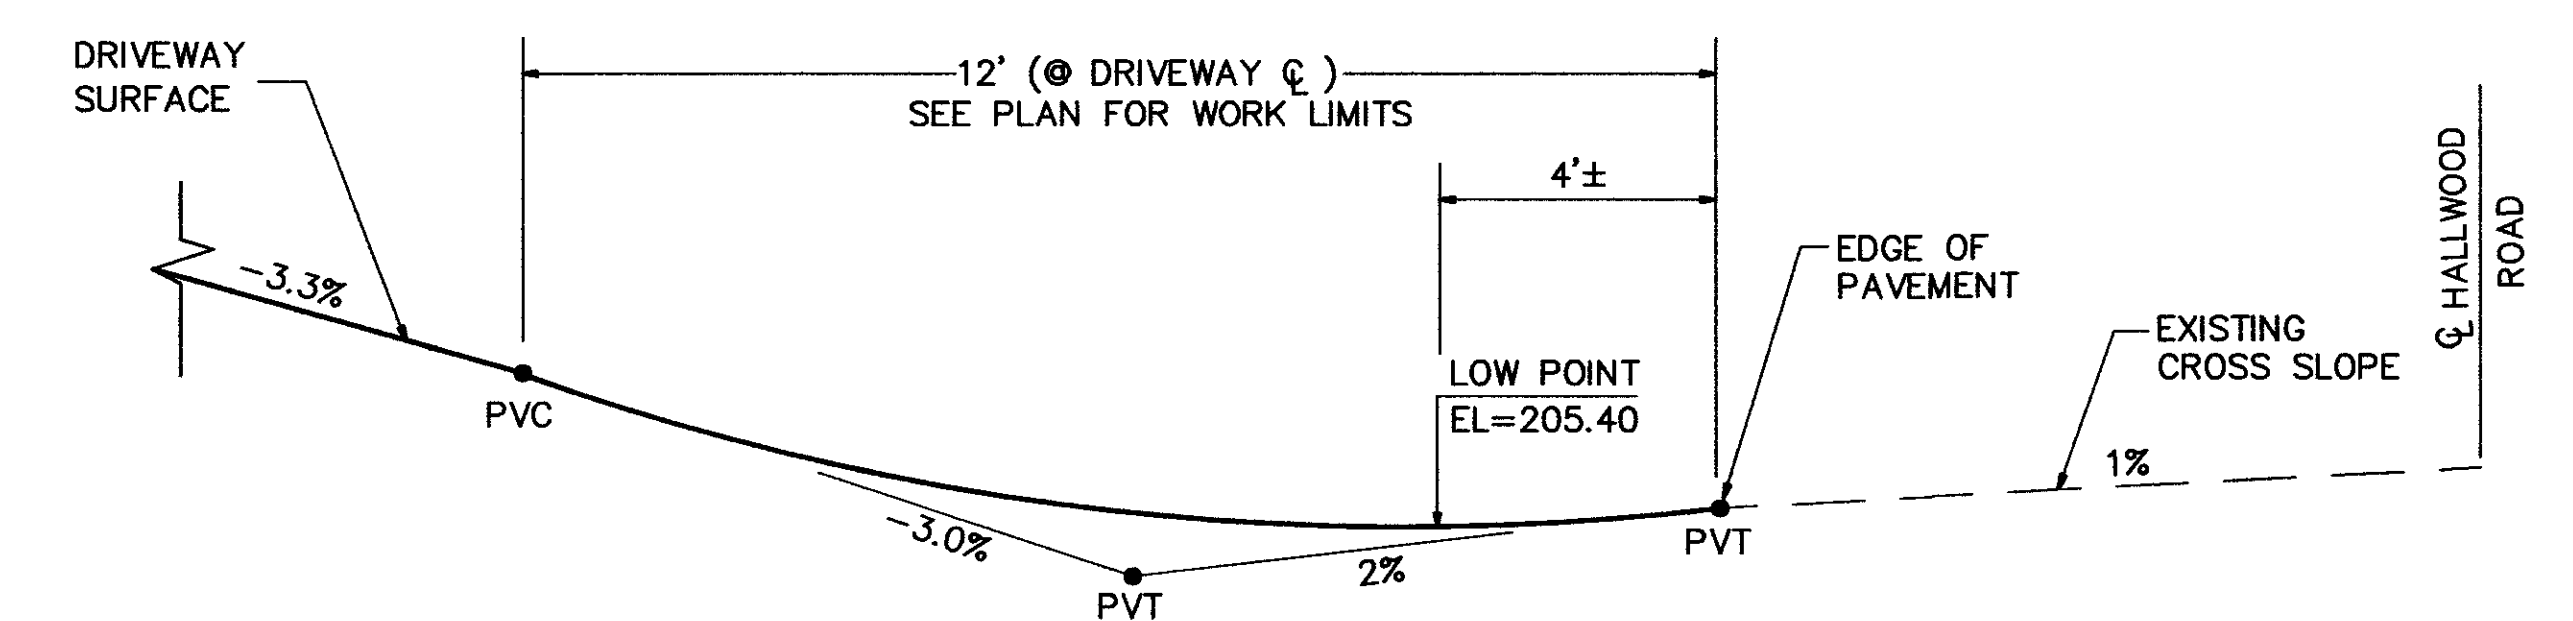 DRIVEWAY
SURFACE
12' (@ DRIVEWAY ℄ )
SEE PLAN FOR WORK LIMITS
4'±
-3.3%
EDGE OF
PAVEMENT
℄ HALLWOOD
ROAD
EXISTING
CROSS SLOPE
LOW POINT
EL=205.40
PVC
1%
-3.0%
2%
PVT
PVT